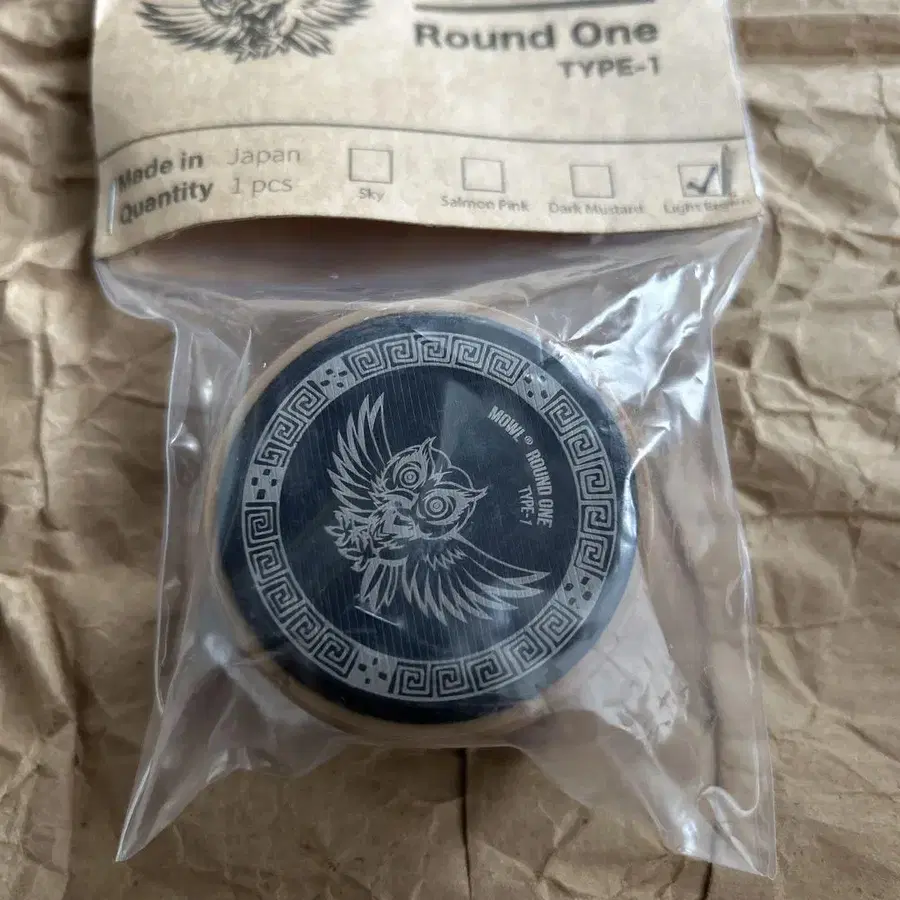 Round One
TYPE-1
Made in Japan
Quantity 1 pcs
Sky
Salmon Pink
Dark Mustard
Light
MOWL® ROUND ONE
TYPE-1